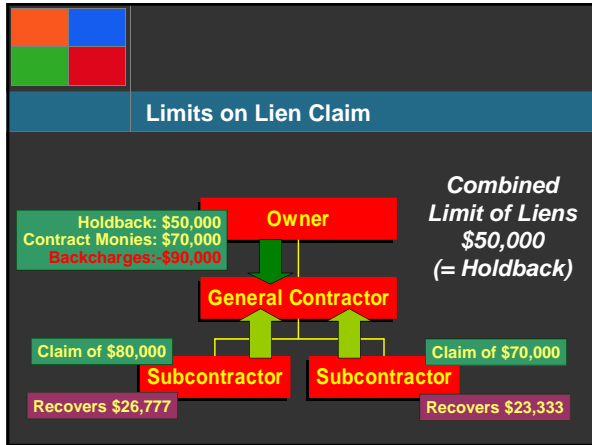 Limits on Lien Claim
Combined
Limit of Liens
$50,000
(= Holdback)
Holdback: $50,000
Contract Monies: $70,000
Backcharges:-$90,000
Owner
General Contractor
Claim of $80,000
Claim of $70,000
Subcontractor
Subcontractor
Recovers $26,777
Recovers $23,333